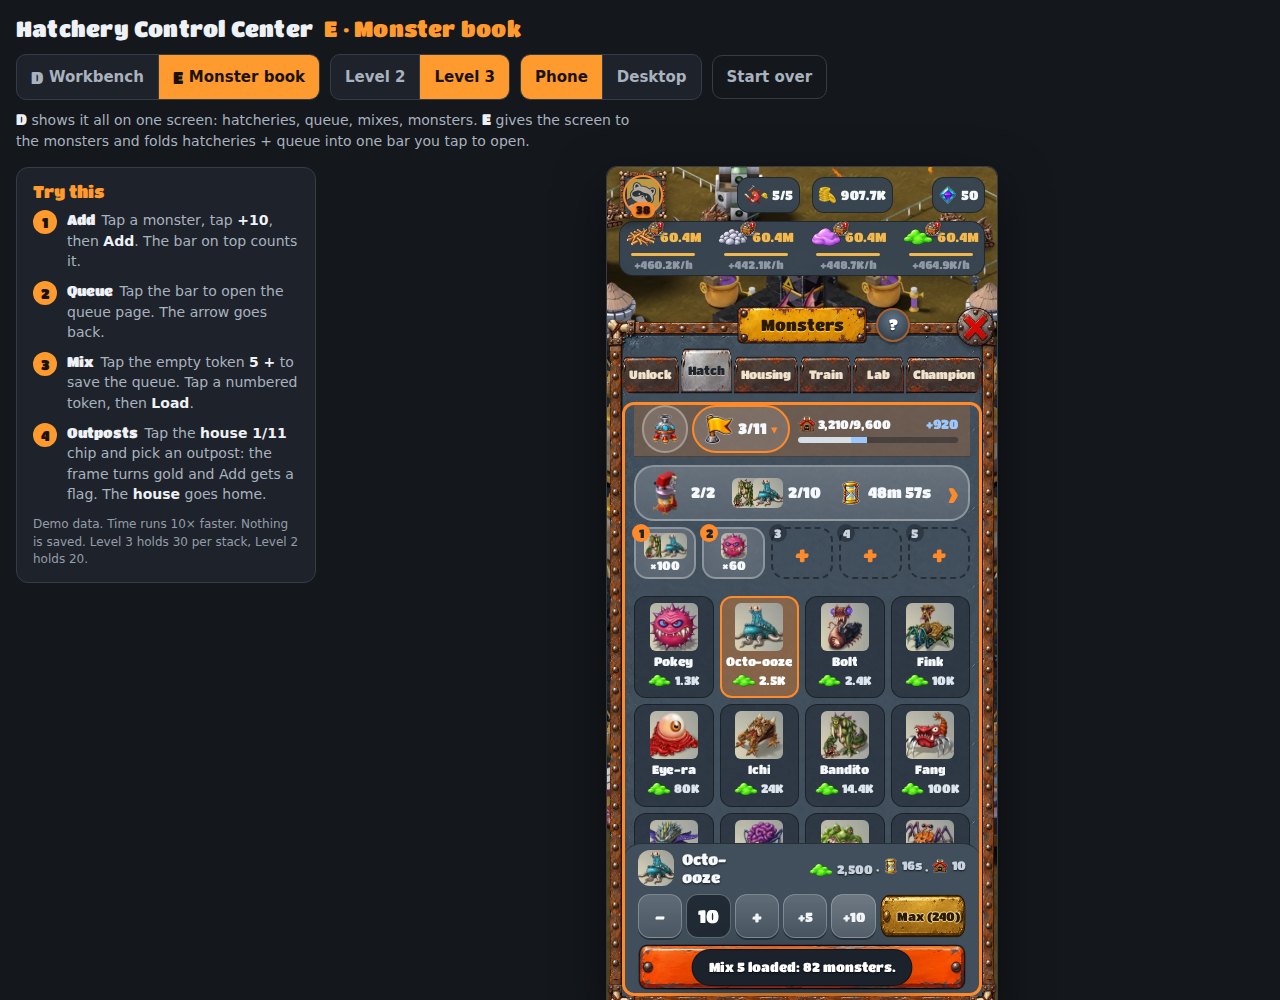 Hatchery Control Center E · Monster book
D Workbench E Monster book Level 2 Level 3 Phone Desktop Start over
D shows it all on one screen: hatcheries, queue, mixes, monsters. E gives the screen to
the monsters and folds hatcheries + queue into one bar you tap to open.
Try this
1 Add Tap a monster, tap +10,
then Add. The bar on top counts
it.
2 Queue Tap the bar to open the
queue page. The arrow goes
back.
3 Mix Tap the empty token 5 + to
save the queue. Tap a numbered
token, then Load.
4 Outposts Tap the house 1/11
chip and pick an outpost: the
frame turns gold and Add gets a
flag. The house goes home.
Demo data. Time runs 10× faster. Nothing
is saved. Level 3 holds 30 per stack, Level 2
holds 20.
30 5/5 907.7K 50
60.4M 60.4M 60.4M 60.4M
+460.2K/h +442.1K/h +448.7K/h +464.9K/h
Monsters ?
Unlock Hatch Housing Train Lab Champion
3/11 ▾ 3,210/9,600 +920
2/2 2/10 48m 57s ❯
1 2 3 4 5
×100 ×60 + + +
Pokey Octo-ooze Bolt Fink
1.3K 2.5K 2.4K 10K
Eye-ra Ichi Bandito Fang
80K 24K 14.4K 100K
Octo-
ooze
2,500 · 16s · 10
− 10 + +5 +10 Max (240)
Mix 5 loaded: 82 monsters.